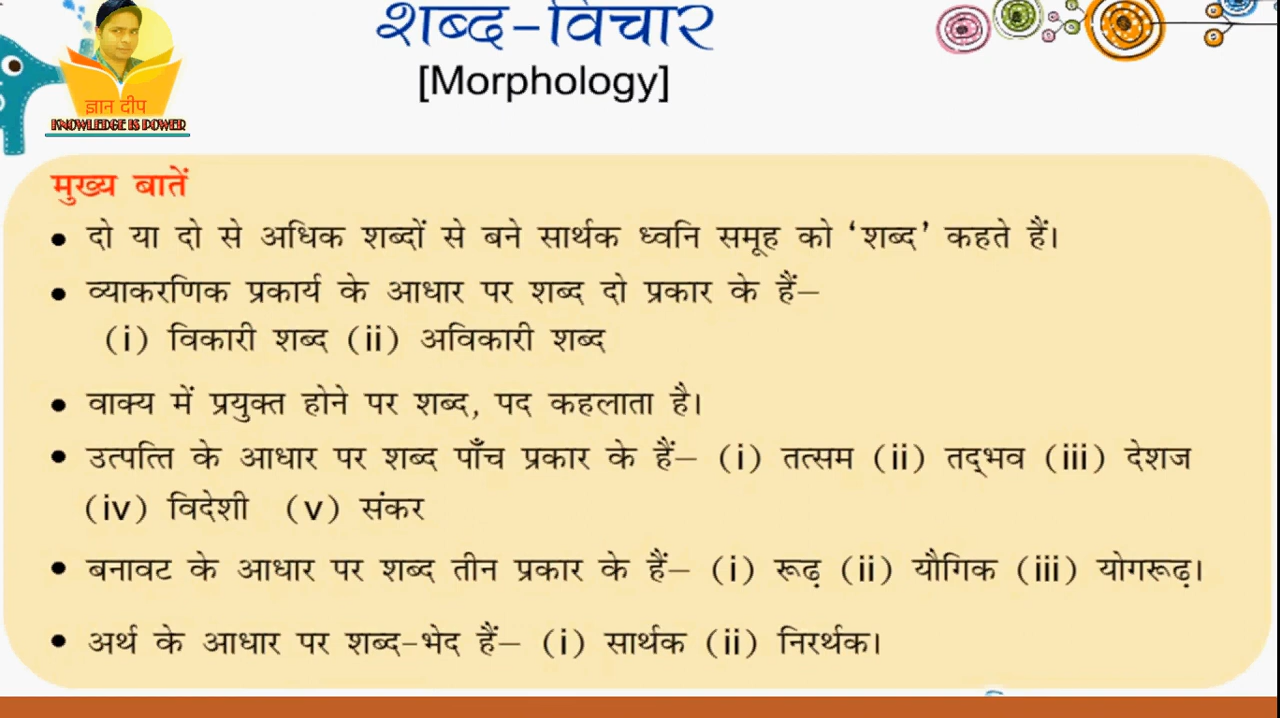 शब्द-विचार
[Morphology]
ज्ञान दीप
KNOWLEDGE IS POWER
मुख्य बातें
• दो या दो से अधिक शब्दों से बने सार्थक ध्वनि समूह को ‘शब्द’ कहते हैं।
• व्याकरणिक प्रकार्य के आधार पर शब्द दो प्रकार के हैं–
(i) विकारी शब्द (ii) अविकारी शब्द
• वाक्य में प्रयुक्त होने पर शब्द, पद कहलाता है।
• उत्पत्ति के आधार पर शब्द पाँच प्रकार के हैं– (i) तत्सम (ii) तद्‌भव (iii) देशज
(iv) विदेशी (v) संकर
• बनावट के आधार पर शब्द तीन प्रकार के हैं– (i) रूढ़ (ii) यौगिक (iii) योगरूढ़।
• अर्थ के आधार पर शब्द-भेद हैं– (i) सार्थक (ii) निरर्थक।